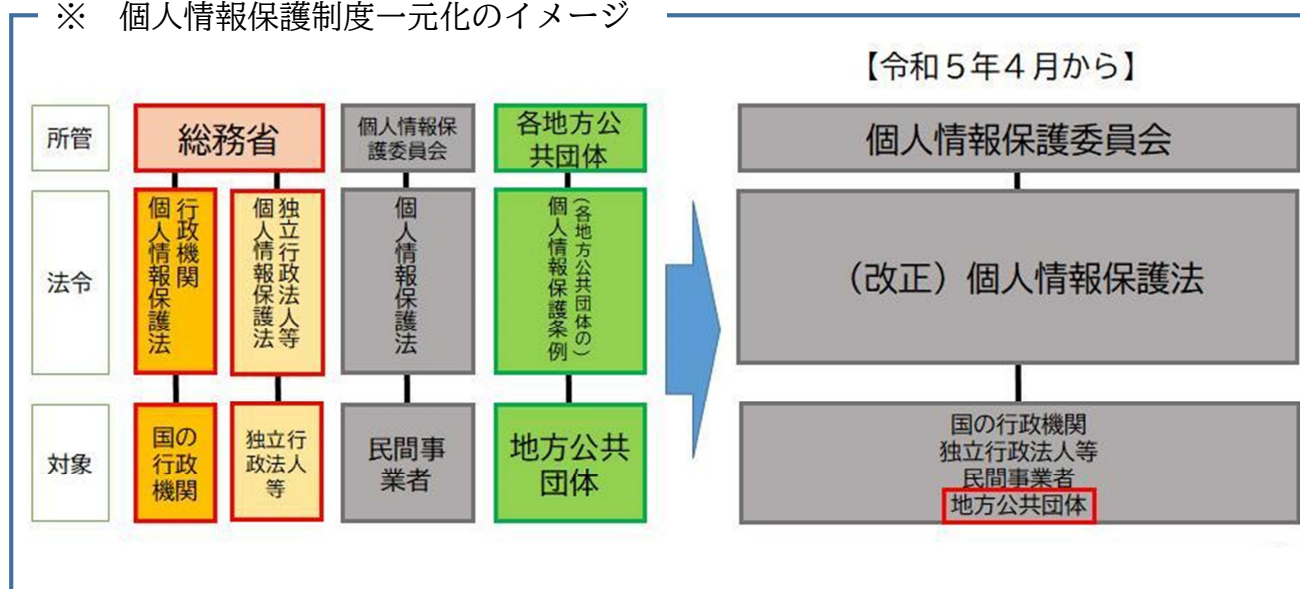 ※　個人情報保護制度一元化のイメージ
【令和５年４月から】
所管
総務省
個人情報保
護委員会
各地方公
共団体
個人情報保護委員会
法令
行政機関
個人情報保護法
独立行政法人等
個人情報保護法
個人情報保護法
（各地方公共団体の）
個人情報保護条例
（改正）個人情報保護法
対象
国の
行政
機関
独立行
政法人
等
民間事
業者
地方公共
団体
国の行政機関
独立行政法人等
民間事業者
地方公共団体